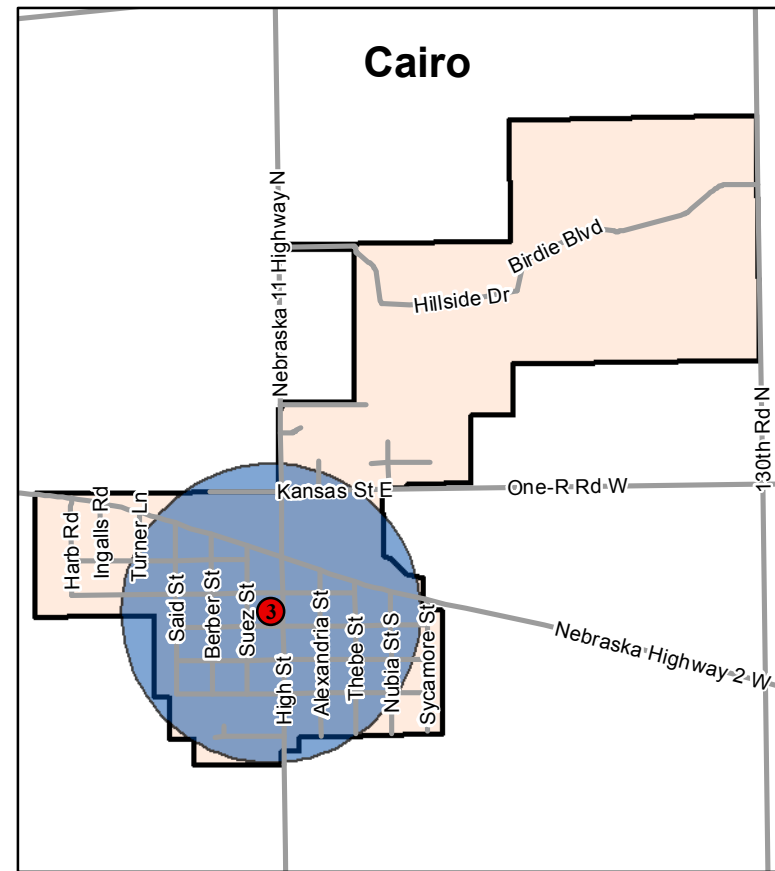 Cairo
Nebraska 11 Highway N
Birdie Blvd
Hillside Dr
130th Rd N
Kansas St E
One-R Rd W
Harb Rd
Ingalls Rd
Turner Ln
Said St
Berber St
Suez St
3
High St
Alexandria St
Thebe St
Nubia St S
Sycamore St
Nebraska Highway 2 W